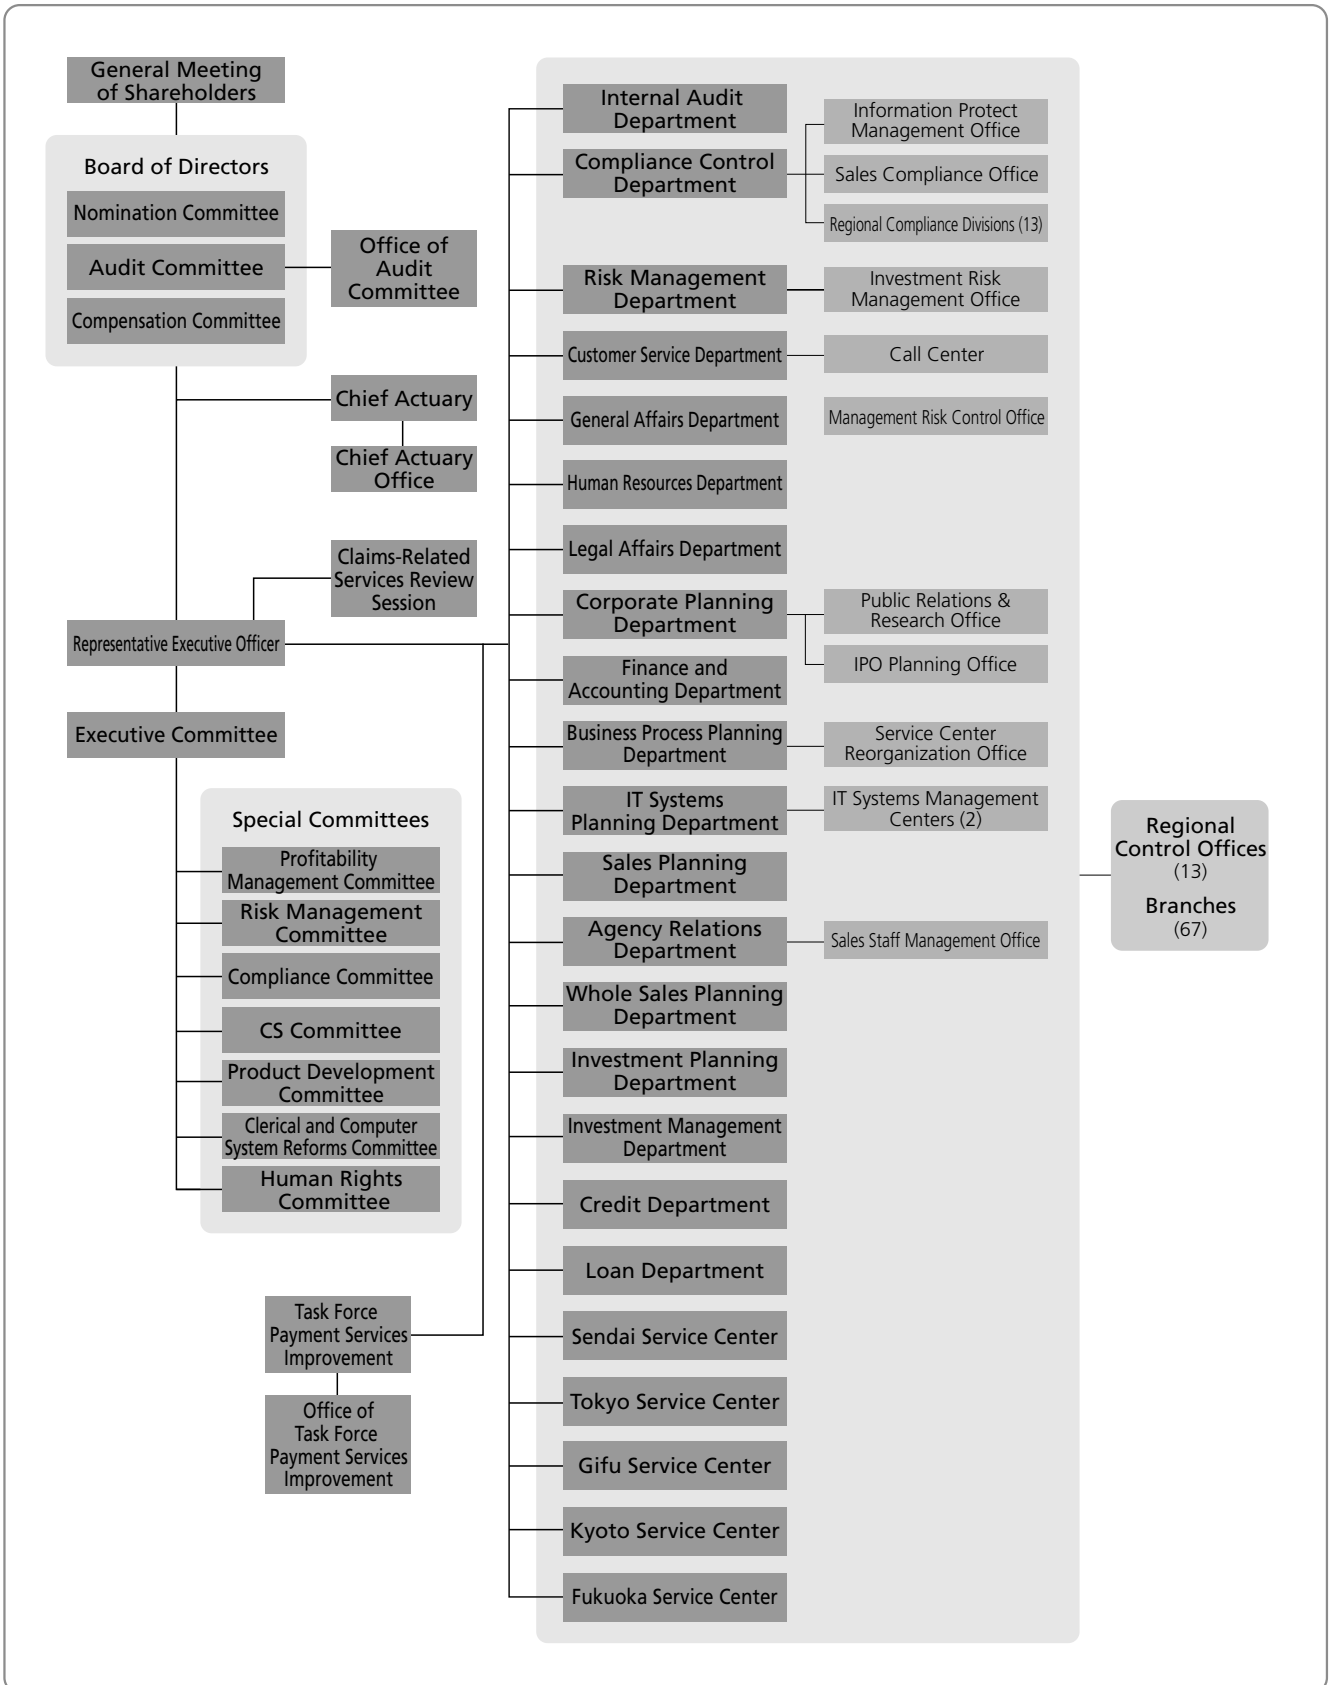 General Meeting
of Shareholders
Board of Directors
Nomination Committee
Audit Committee
Compensation Committee
Office of
Audit
Committee
Chief Actuary
Chief Actuary
Office
Claims-Related
Services Review
Session
Representative Executive Officer
Executive Committee
Special Committees
Profitability
Management Committee
Risk Management
Committee
Compliance Committee
CS Committee
Product Development
Committee
Clerical and Computer
System Reforms Committee
Human Rights
Committee
Task Force
Payment Services
Improvement
Office of
Task Force
Payment Services
Improvement
Internal Audit
Department
Compliance Control
Department
Information Protect
Management Office
Sales Compliance Office
Regional Compliance Divisions (13)
Risk Management
Department
Investment Risk
Management Office
Customer Service Department
Call Center
General Affairs Department
Management Risk Control Office
Human Resources Department
Legal Affairs Department
Corporate Planning
Department
Public Relations &
Research Office
IPO Planning Office
Finance and
Accounting Department
Business Process Planning
Department
Service Center
Reorganization Office
IT Systems
Planning Department
IT Systems Management
Centers (2)
Sales Planning
Department
Agency Relations
Department
Sales Staff Management Office
Whole Sales Planning
Department
Investment Planning
Department
Investment Management
Department
Credit Department
Loan Department
Sendai Service Center
Tokyo Service Center
Gifu Service Center
Kyoto Service Center
Fukuoka Service Center
Regional
Control Offices
(13)
Branches
(67)